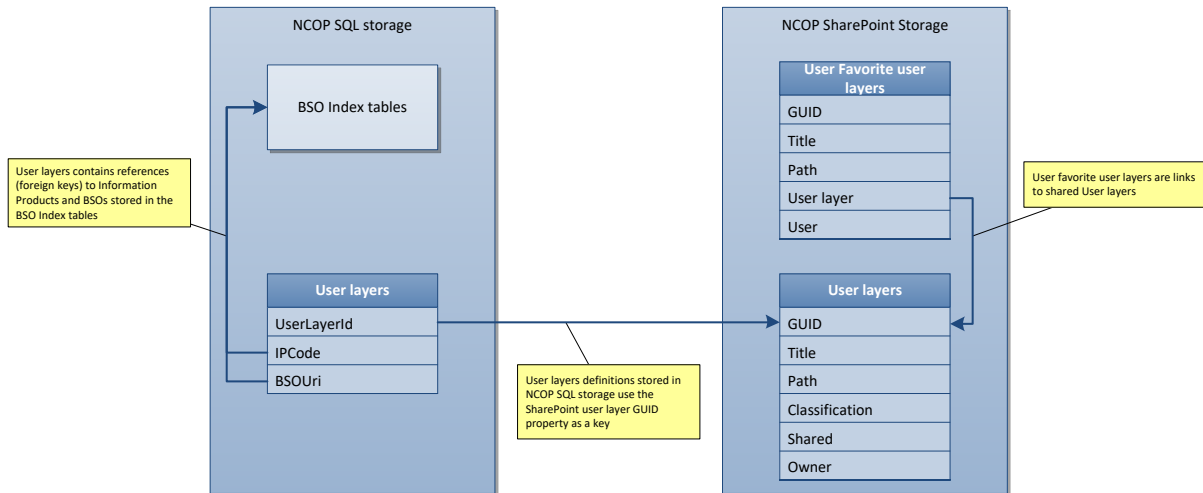 NCOP SQL storage
BSO Index tables
User layers contains references
(foreign keys) to Information
Products and BSOs stored in the
BSO Index tables
User layers
UserLayerId
IPCode
BSOUri
User layers definitions stored in
NCOP SQL storage use the
SharePoint user layer GUID
property as a key
NCOP SharePoint Storage
User Favorite user
layers
GUID
Title
Path
User layer
User
User favorite user layers are links
to shared User layers
User layers
GUID
Title
Path
Classification
Shared
Owner